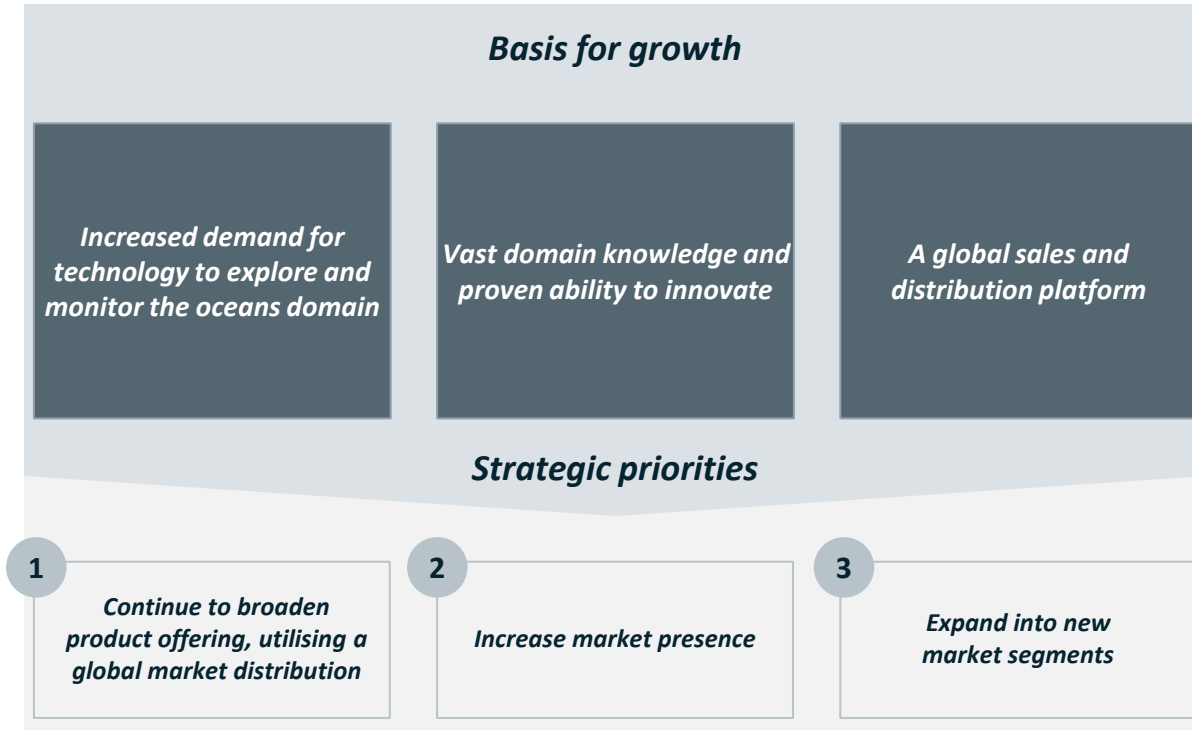 Basis for growth
Increased demand for
technology to explore and
monitor the oceans domain
Vast domain knowledge and
proven ability to innovate
A global sales and
distribution platform
Strategic priorities
1
Continue to broaden
product offering, utilising a
global market distribution
2
Increase market presence
3
Expand into new
market segments